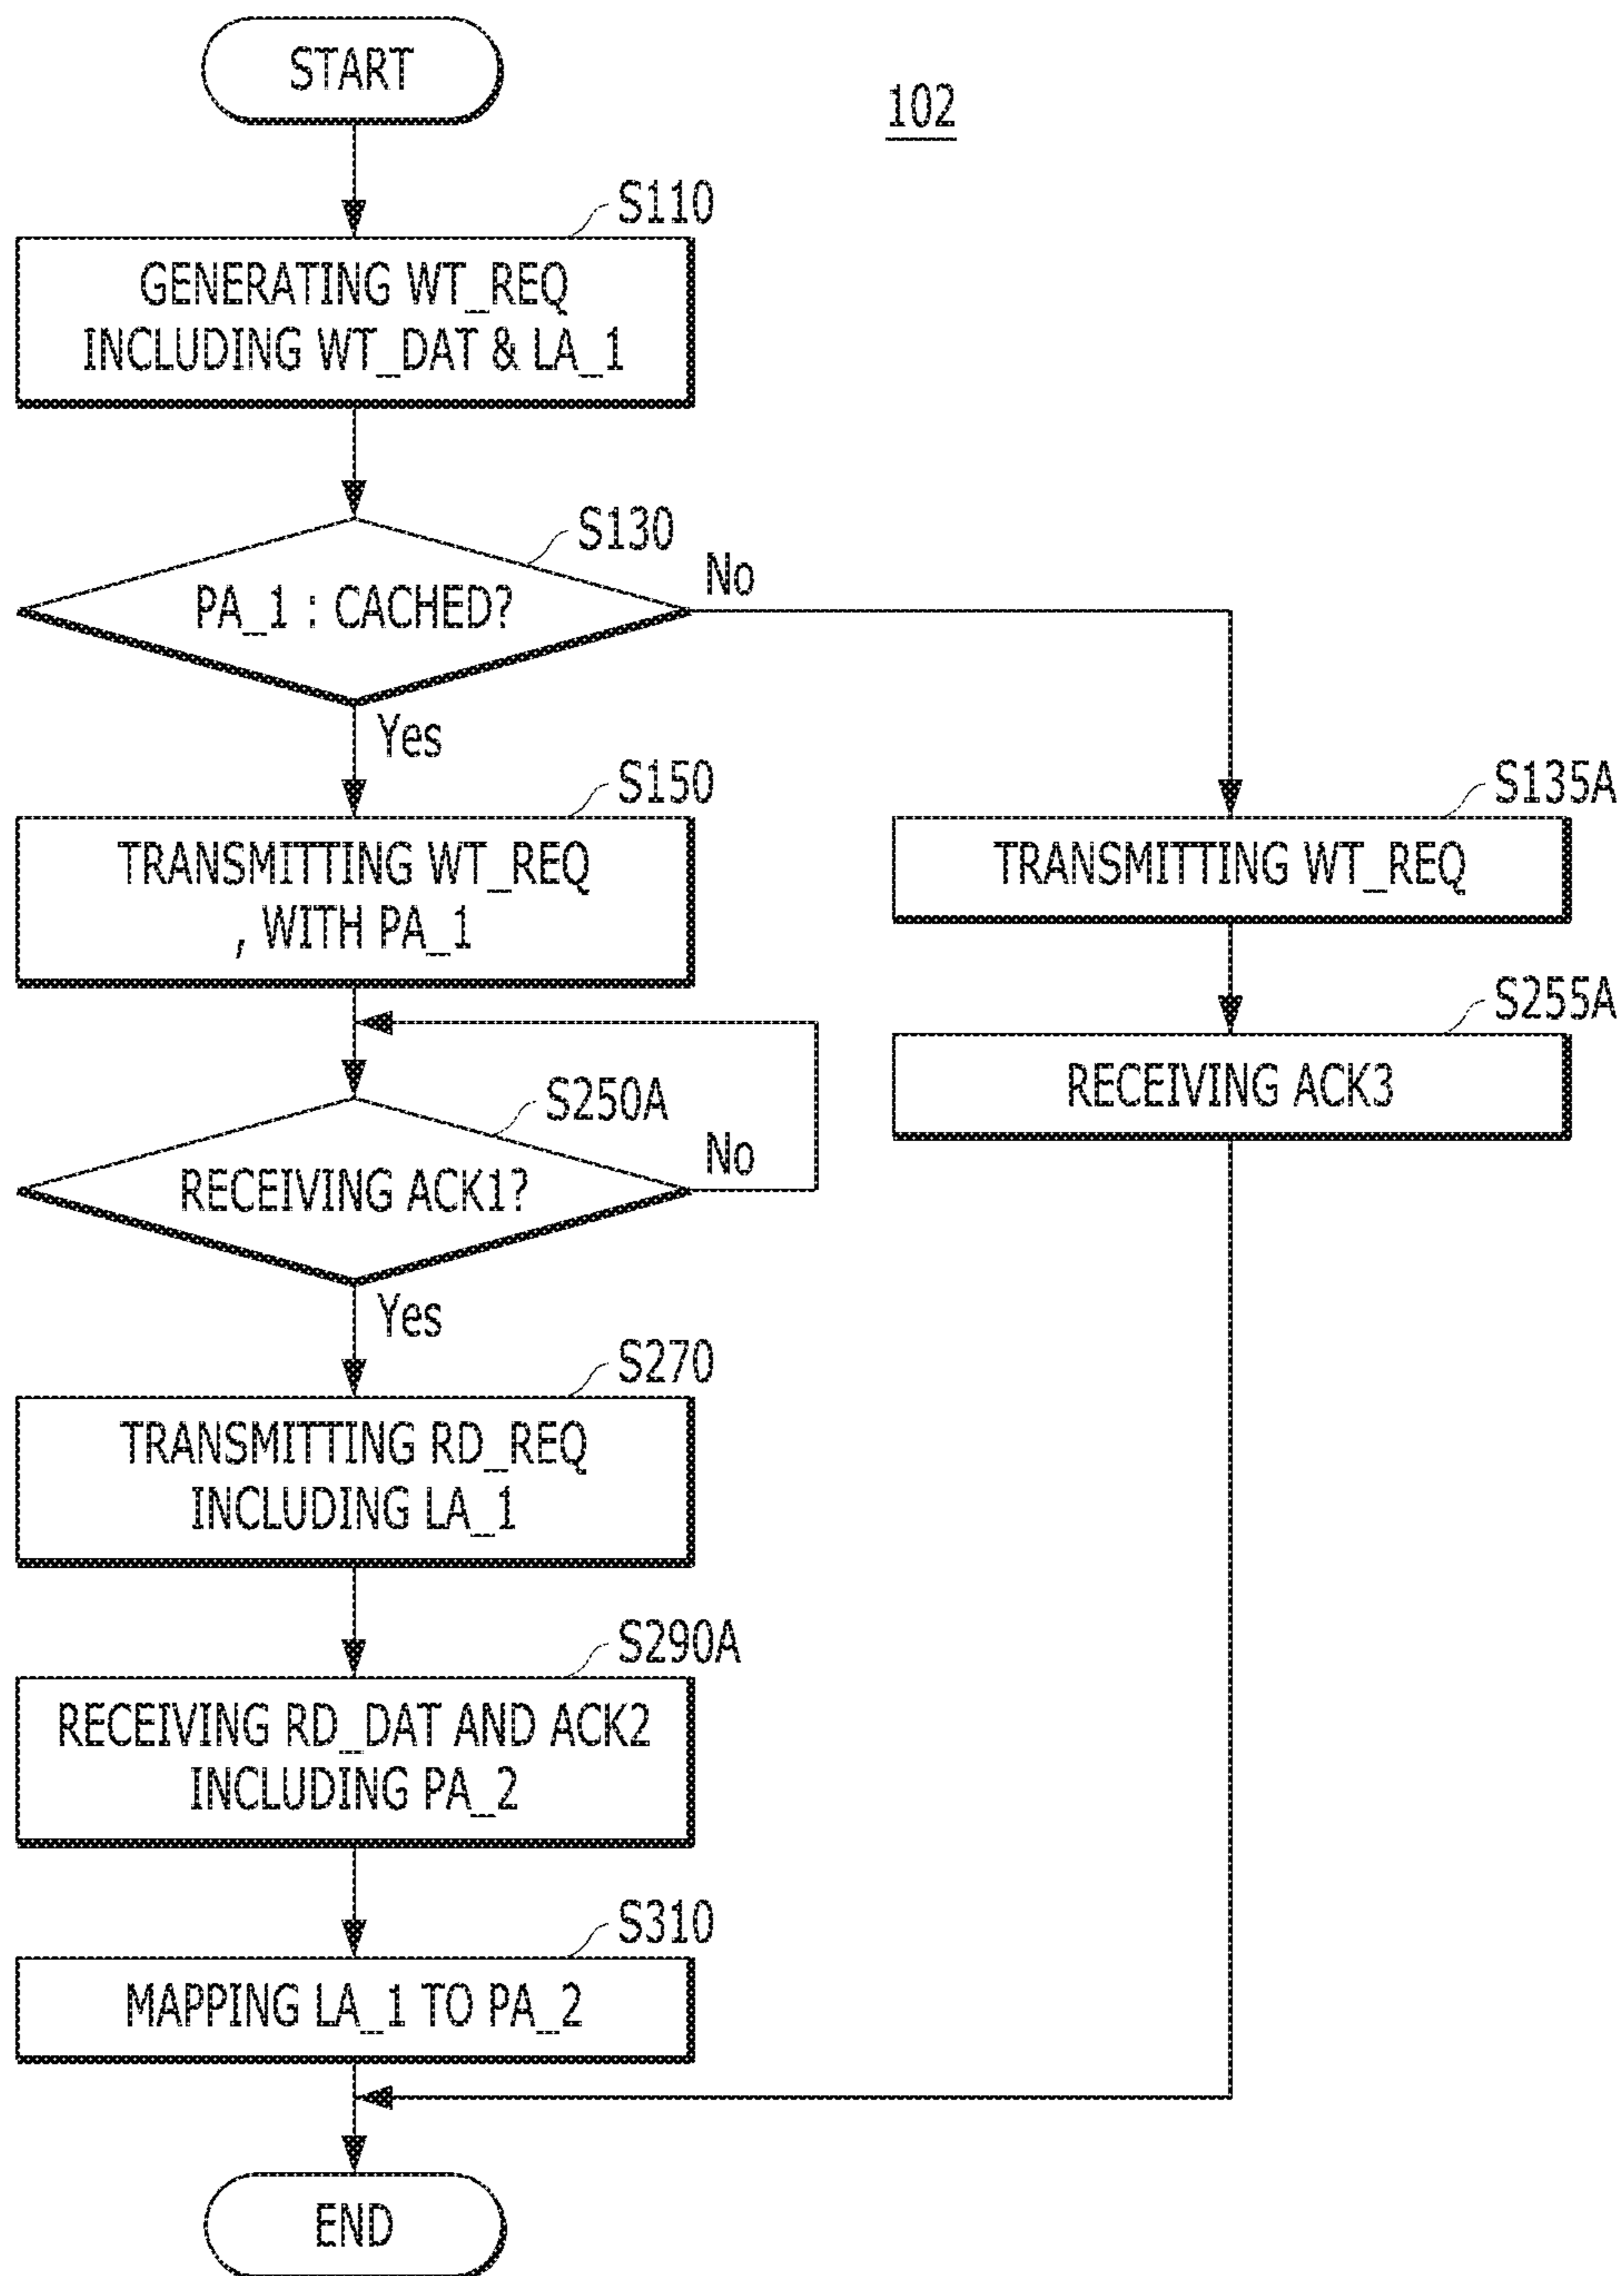 START
102
S110
GENERATING WT_REQ
INCLUDING WT_DAT & LA_1
S130
PA_1 : CACHED?
No
Yes
S150
TRANSMITTING WT_REQ
, WITH PA_1
S135A
TRANSMITTING WT_REQ
S255A
RECEIVING ACK3
S250A
RECEIVING ACK1?
No
Yes
S270
TRANSMITTING RD_REQ
INCLUDING LA_1
S290A
RECEIVING RD_DAT AND ACK2
INCLUDING PA_2
S310
MAPPING LA_1 TO PA_2
END